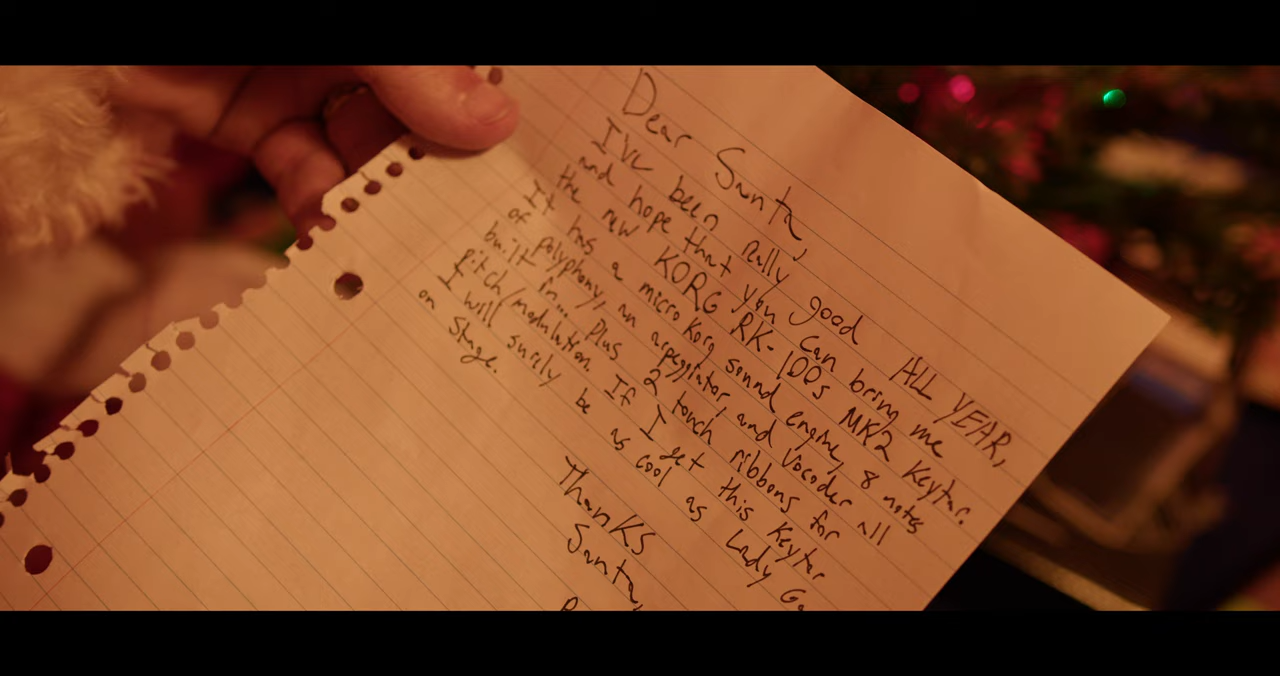 Dear Santa,
I've been really good ALL YEAR,
and hope that you can bring me
the new KORG RK-100s MK2 Keytar.
It has a micro Korg sound engine, 8 notes
of polyphony, an arpeggiator and Vocoder all
built in... plus 2 touch ribbons for
pitch/modulation. If I get this Keytar
I will surely be as cool as Lady Ga
on Stage.
Thanks
Santa,